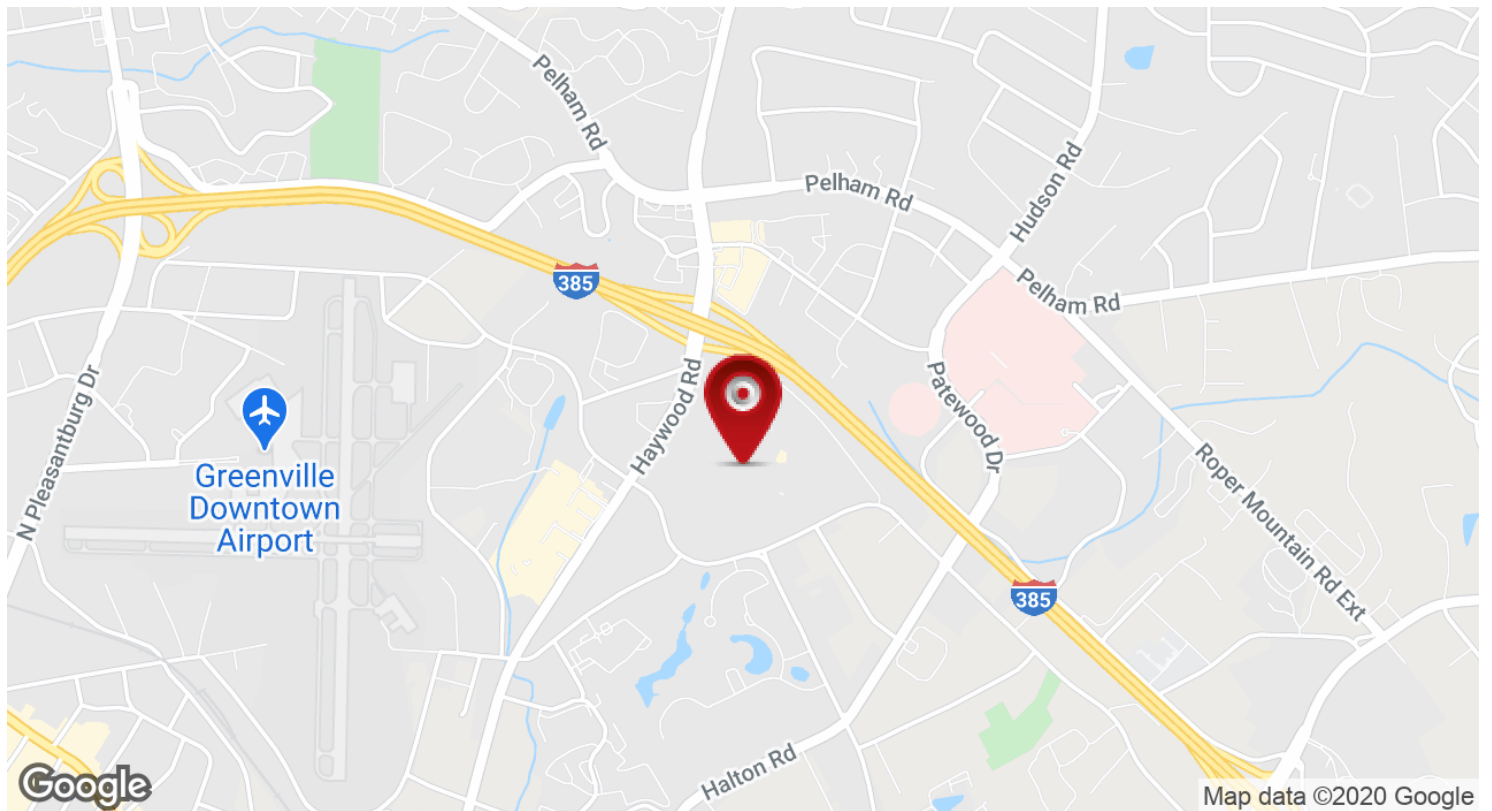 Pelham Rd
Pelham Rd
Hudson Rd
385
Pelham Rd
N Pleasantburg Dr
Haywood Rd
Patewood Dr
Greenville
Downtown
Airport
Roper Mountain Rd Ext
385
Halton Rd
Google
Map data ©2020 Google